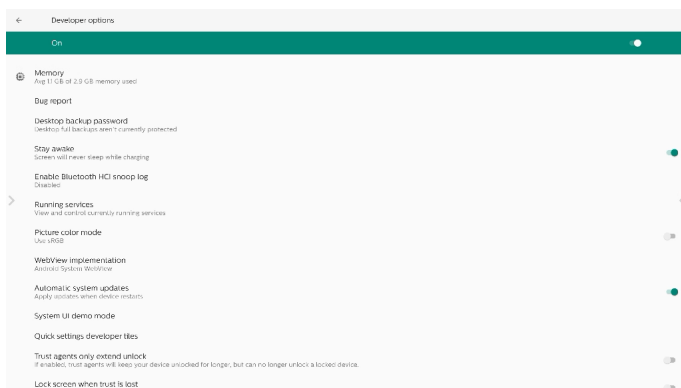 Developer options
On
Memory
Avg 1.1 GB of 2.9 GB memory used
Bug report
Desktop backup password
Desktop full backups aren't currently protected
Stay awake
Screen will never sleep while charging
Enable Bluetooth HCI snoop log
Disabled
Running services
View and control currently running services
Picture color mode
Use sRGB
WebView implementation
Android System WebView
Automatic system updates
Apply updates when device restarts
System UI demo mode
Quick settings developer tiles
Trust agents only extend unlock
If enabled, trust agents will keep your device unlocked for longer, but can no longer unlock a locked device.
Lock screen when trust is lost